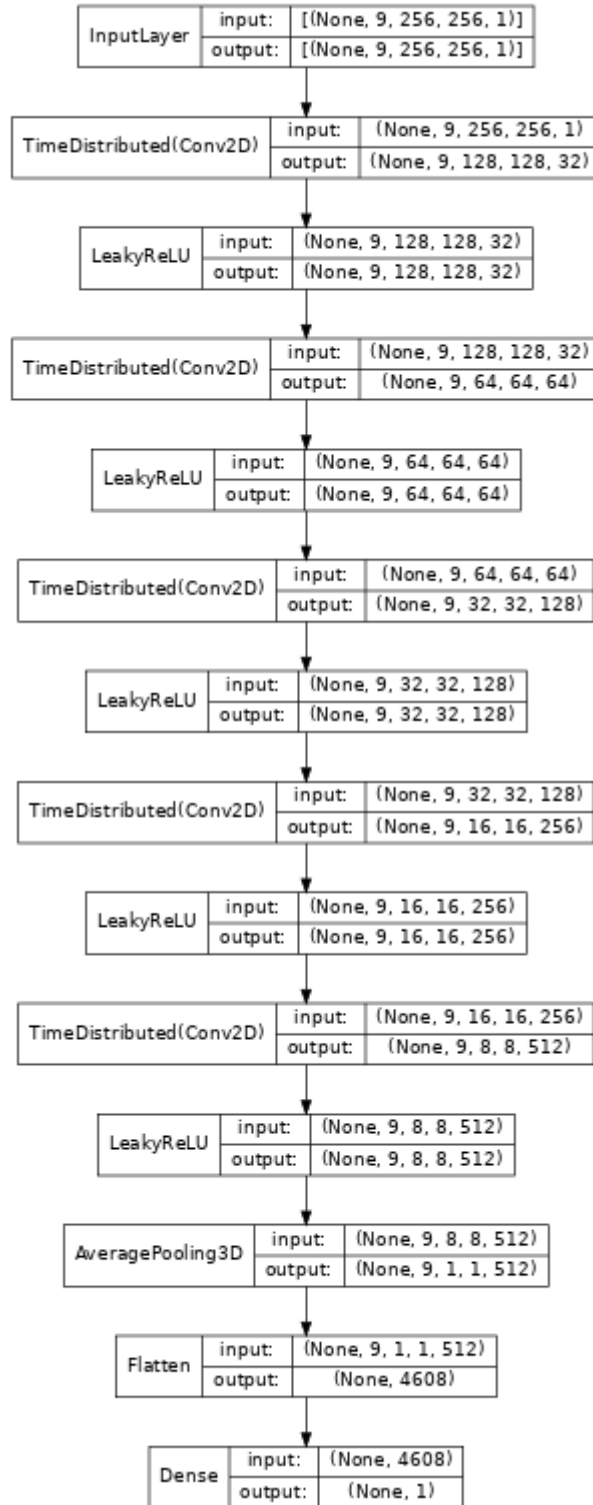 InputLayer input: [(None, 9, 256, 256, 1)]
output: [(None, 9, 256, 256, 1)]
TimeDistributed(Conv2D) input: (None, 9, 256, 256, 1)
output: (None, 9, 128, 128, 32)
LeakyReLU input: (None, 9, 128, 128, 32)
output: (None, 9, 128, 128, 32)
TimeDistributed(Conv2D) input: (None, 9, 128, 128, 32)
output: (None, 9, 64, 64, 64)
LeakyReLU input: (None, 9, 64, 64, 64)
output: (None, 9, 64, 64, 64)
TimeDistributed(Conv2D) input: (None, 9, 64, 64, 64)
output: (None, 9, 32, 32, 128)
LeakyReLU input: (None, 9, 32, 32, 128)
output: (None, 9, 32, 32, 128)
TimeDistributed(Conv2D) input: (None, 9, 32, 32, 128)
output: (None, 9, 16, 16, 256)
LeakyReLU input: (None, 9, 16, 16, 256)
output: (None, 9, 16, 16, 256)
TimeDistributed(Conv2D) input: (None, 9, 16, 16, 256)
output: (None, 9, 8, 8, 512)
LeakyReLU input: (None, 9, 8, 8, 512)
output: (None, 9, 8, 8, 512)
AveragePooling3D input: (None, 9, 8, 8, 512)
output: (None, 9, 1, 1, 512)
Flatten input: (None, 9, 1, 1, 512)
output: (None, 4608)
Dense input: (None, 4608)
output: (None, 1)